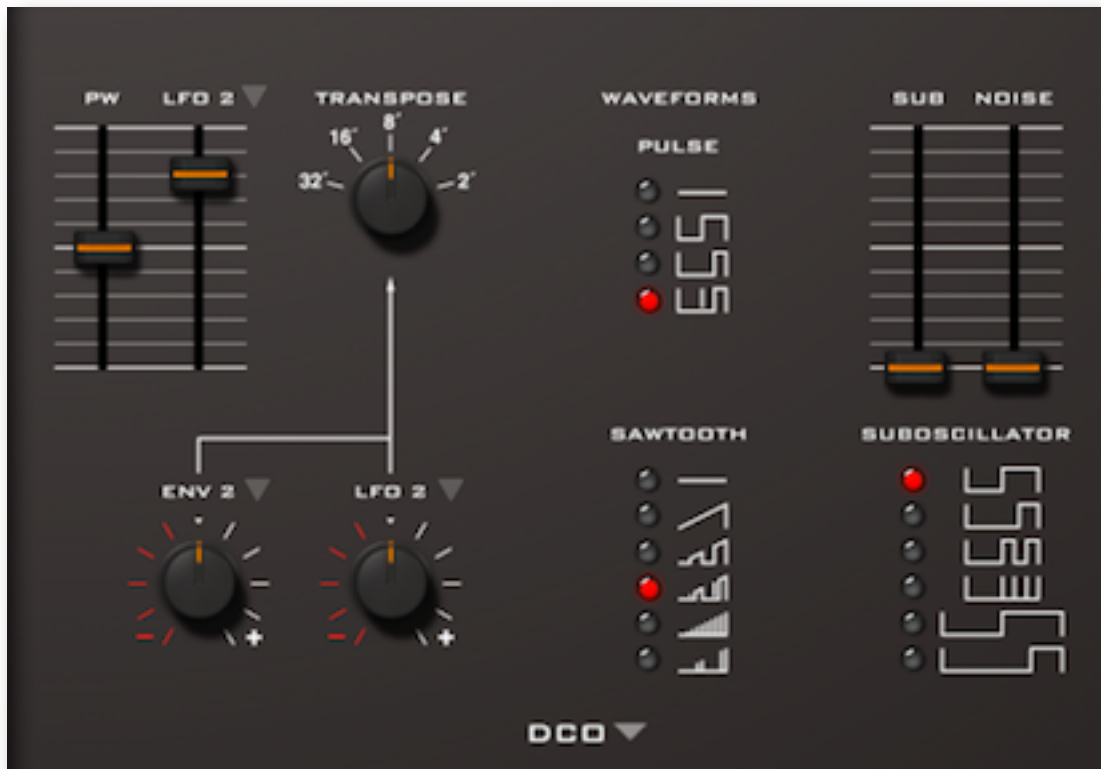 PW LFO 2 TRANSPOSE WAVEFORMS SUB NOISE
8'
16' 4'
PULSE
32' 2'
SAWTOOTH SUBOSCILLATOR
ENV 2 LFO 2
- + - +
DCO